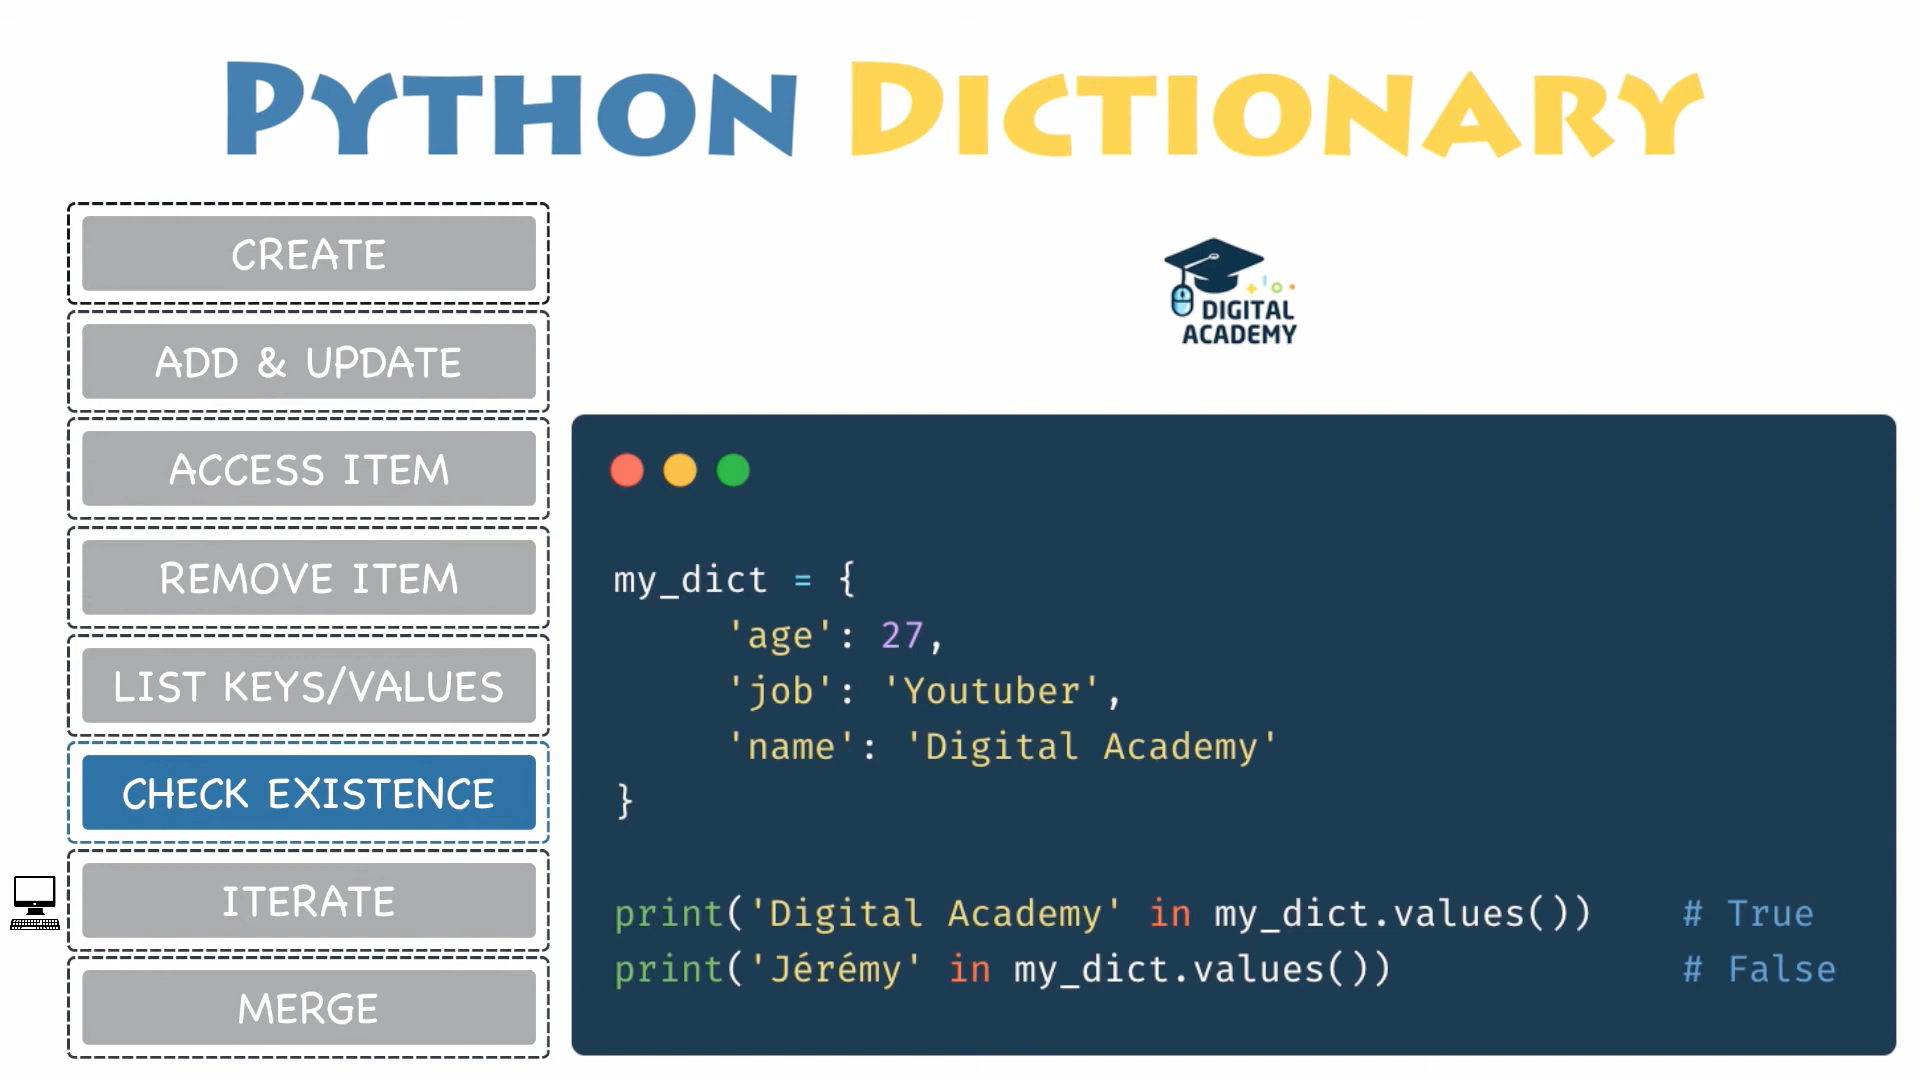 PYTHON DICTIONARY
CREATE
ADD & UPDATE
ACCESS ITEM
REMOVE ITEM
LIST KEYS/VALUES
CHECK EXISTENCE
ITERATE
MERGE
DIGITAL
ACADEMY
my_dict = {
    'age': 27,
    'job': 'Youtuber',
    'name': 'Digital Academy'
}
print('Digital Academy' in my_dict.values())    # True
print('Jérémy' in my_dict.values())    # False